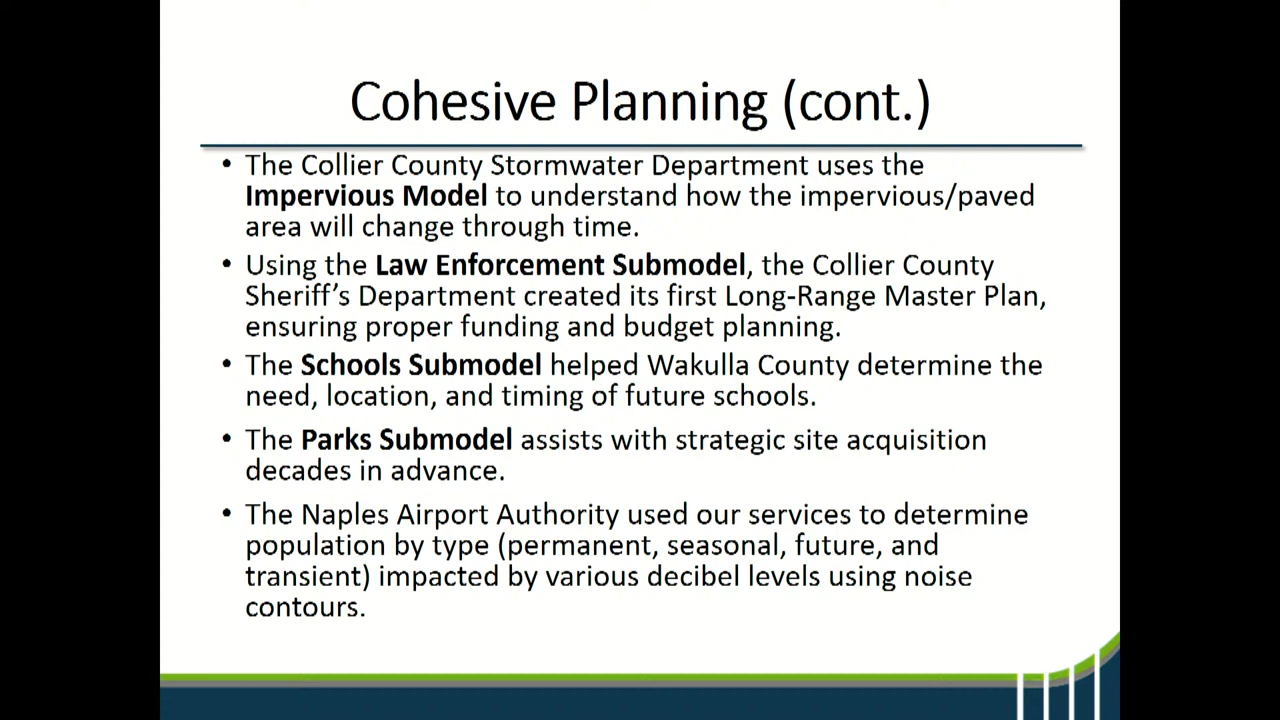 Cohesive Planning (cont.)
• The Collier County Stormwater Department uses the
Impervious Model to understand how the impervious/paved
area will change through time.
• Using the Law Enforcement Submodel, the Collier County
Sheriff’s Department created its first Long-Range Master Plan,
ensuring proper funding and budget planning.
• The Schools Submodel helped Wakulla County determine the
need, location, and timing of future schools.
• The Parks Submodel assists with strategic site acquisition
decades in advance.
• The Naples Airport Authority used our services to determine
population by type (permanent, seasonal, future, and
transient) impacted by various decibel levels using noise
contours.